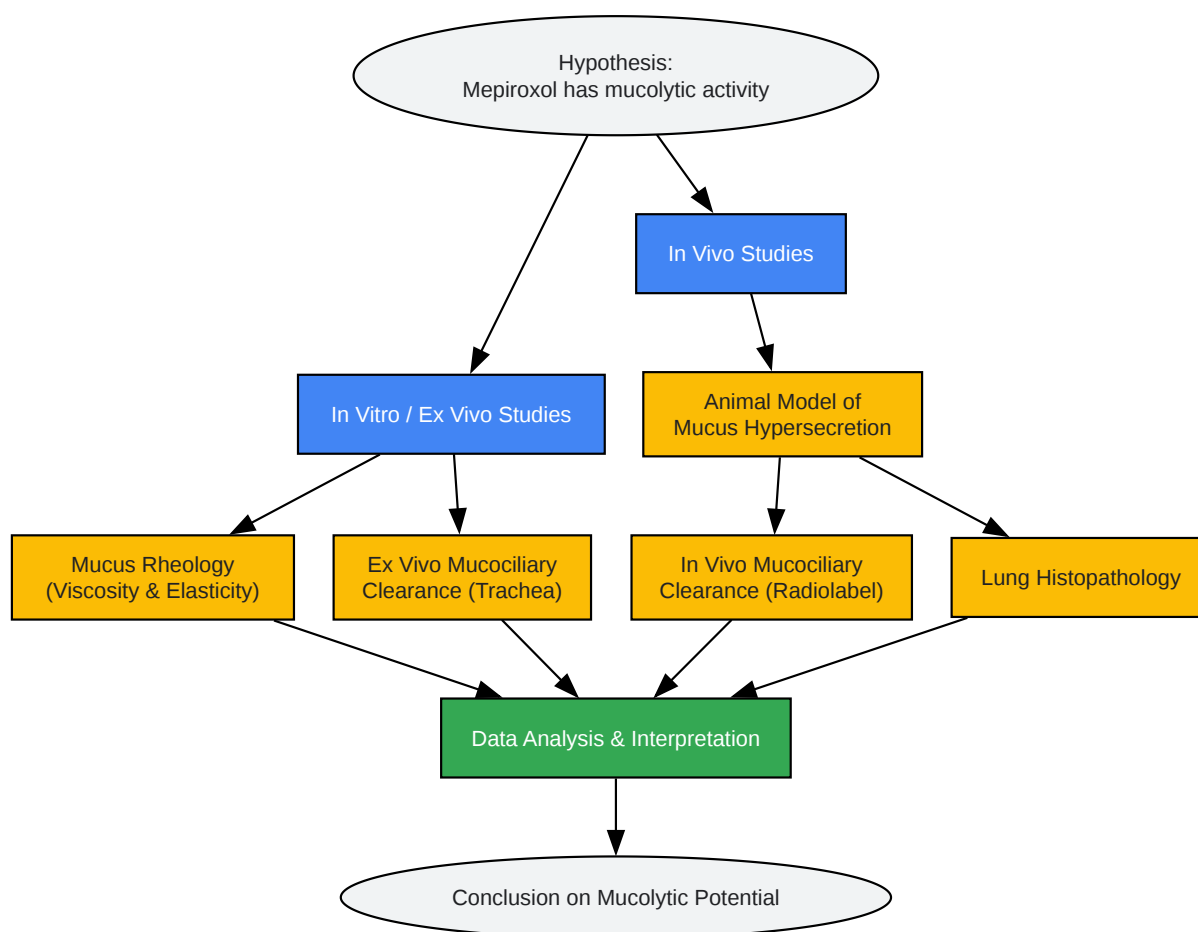 Hypothesis:
Mepiroxol has mucolytic activity
In Vivo Studies
In Vitro / Ex Vivo Studies
Animal Model of
Mucus Hypersecretion
Mucus Rheology
(Viscosity & Elasticity)
Ex Vivo Mucociliary
Clearance (Trachea)
In Vivo Mucociliary
Clearance (Radiolabel)
Lung Histopathology
Data Analysis & Interpretation
Conclusion on Mucolytic Potential